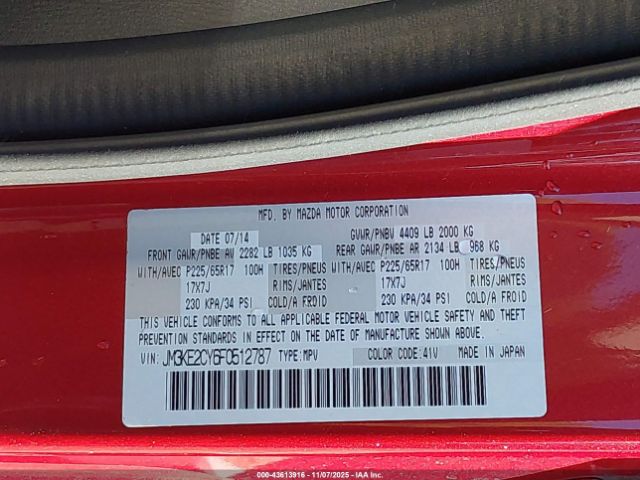 MFD. BY MAZDA MOTOR CORPORATION
DATE 07/14 GVWR/PNBV 4409 LB 2000 KG
FRONT GAWR/PNBE AV 2282 LB 1035 KG REAR GAWR/PNBE AR 2134 LB 968 KG
WITH/AVEC P225/65R17 100H TIRES/PNEUS WITH/AVEC P225/65R17 100H TIRES/PNEUS
17X7J RIMS/JANTES 17X7J RIMS/JANTES
230 KPA/34 PSI COLD/A FROID 230 KPA/34 PSI COLD/A FROID
THIS VEHICLE CONFORMS TO ALL APPLICABLE FEDERAL MOTOR VEHICLE SAFETY AND THEFT
PREVENTION STANDARDS IN EFFECT ON THE DATE OF MANUFACTURE SHOWN ABOVE.
VIN: JM3KE2CY6F0512787 TYPE: MPV COLOR CODE: 41V MADE IN JAPAN
000-43613916 - 11/07/2025 - IAAI.COM